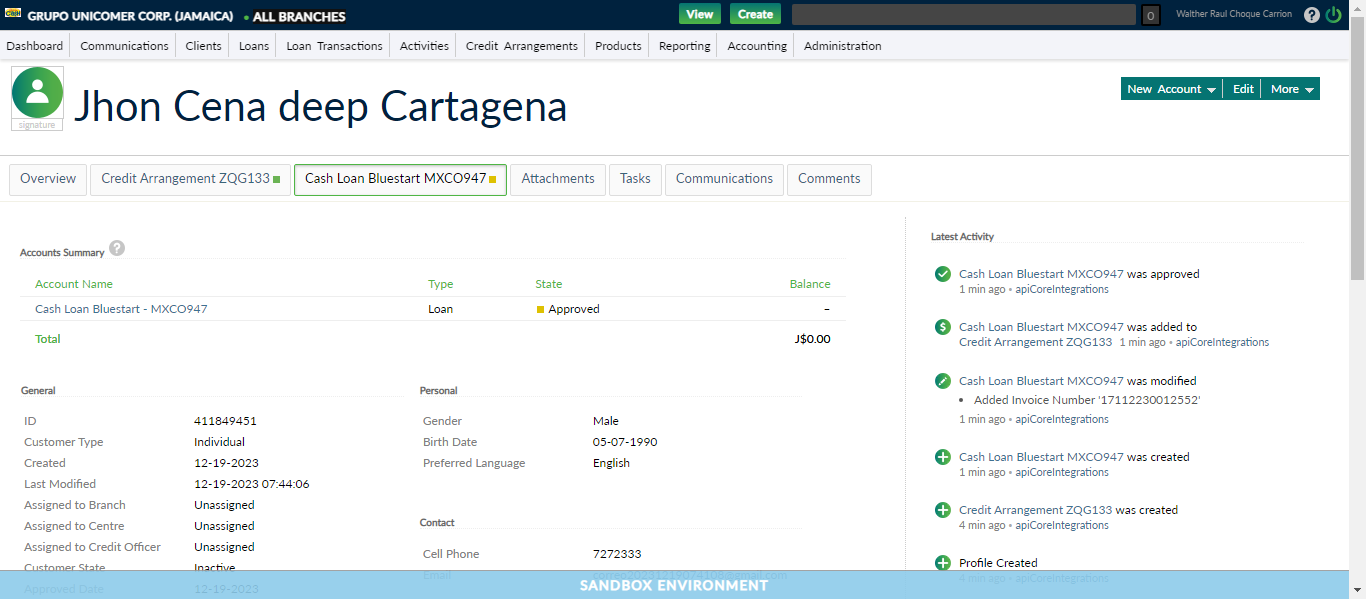 Cash GRUPO UNICOMER CORP. (JAMAICA) ALL BRANCHES View Create 0 Walther Raul Choque Carrion ?
Dashboard Communications Clients Loans Loan Transactions Activities Credit Arrangements Products Reporting Accounting Administration
signature
Jhon Cena deep Cartagena
New Account Edit More
Overview Credit Arrangement ZQG133 Cash Loan Bluestart MXCO947 Attachments Tasks Communications Comments
Accounts Summary ?
Account Name Type State Balance
Cash Loan Bluestart - MXCO947 Loan Approved –
Total J$0.00
General
ID 411849451
Customer Type Individual
Created 12-19-2023
Last Modified 12-19-2023 07:44:06
Assigned to Branch Unassigned
Assigned to Centre Unassigned
Assigned to Credit Officer Unassigned
Customer State Inactive
Approved Date 12-19-2023
Personal
Gender Male
Birth Date 05-07-1990
Preferred Language English
Contact
Cell Phone 7272333
Email
Latest Activity
Cash Loan Bluestart MXCO947 was approved
1 min ago • apiCoreIntegrations
Cash Loan Bluestart MXCO947 was added to
Credit Arrangement ZQG133 1 min ago • apiCoreIntegrations
Cash Loan Bluestart MXCO947 was modified
• Added Invoice Number '17112230012552'
1 min ago • apiCoreIntegrations
Cash Loan Bluestart MXCO947 was created
1 min ago • apiCoreIntegrations
Credit Arrangement ZQG133 was created
4 min ago • apiCoreIntegrations
Profile Created
4 min ago • apiCoreIntegrations
SANDBOX ENVIRONMENT